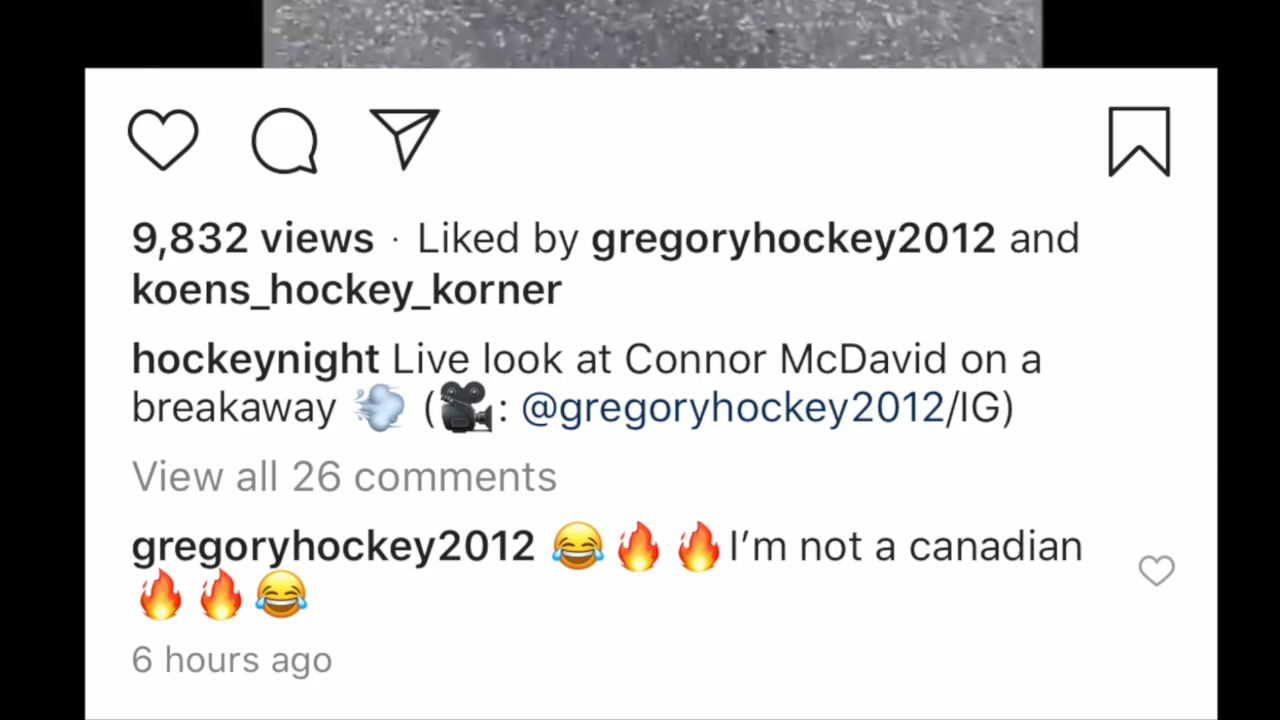 9,832 views · Liked by gregoryhockey2012 and
koens_hockey_korner
hockeynight Live look at Connor McDavid on a
breakaway 💨 (🎥: @gregoryhockey2012/IG)
View all 26 comments
gregoryhockey2012 😂🔥🔥I’m not a canadian
🔥🔥😂
6 hours ago